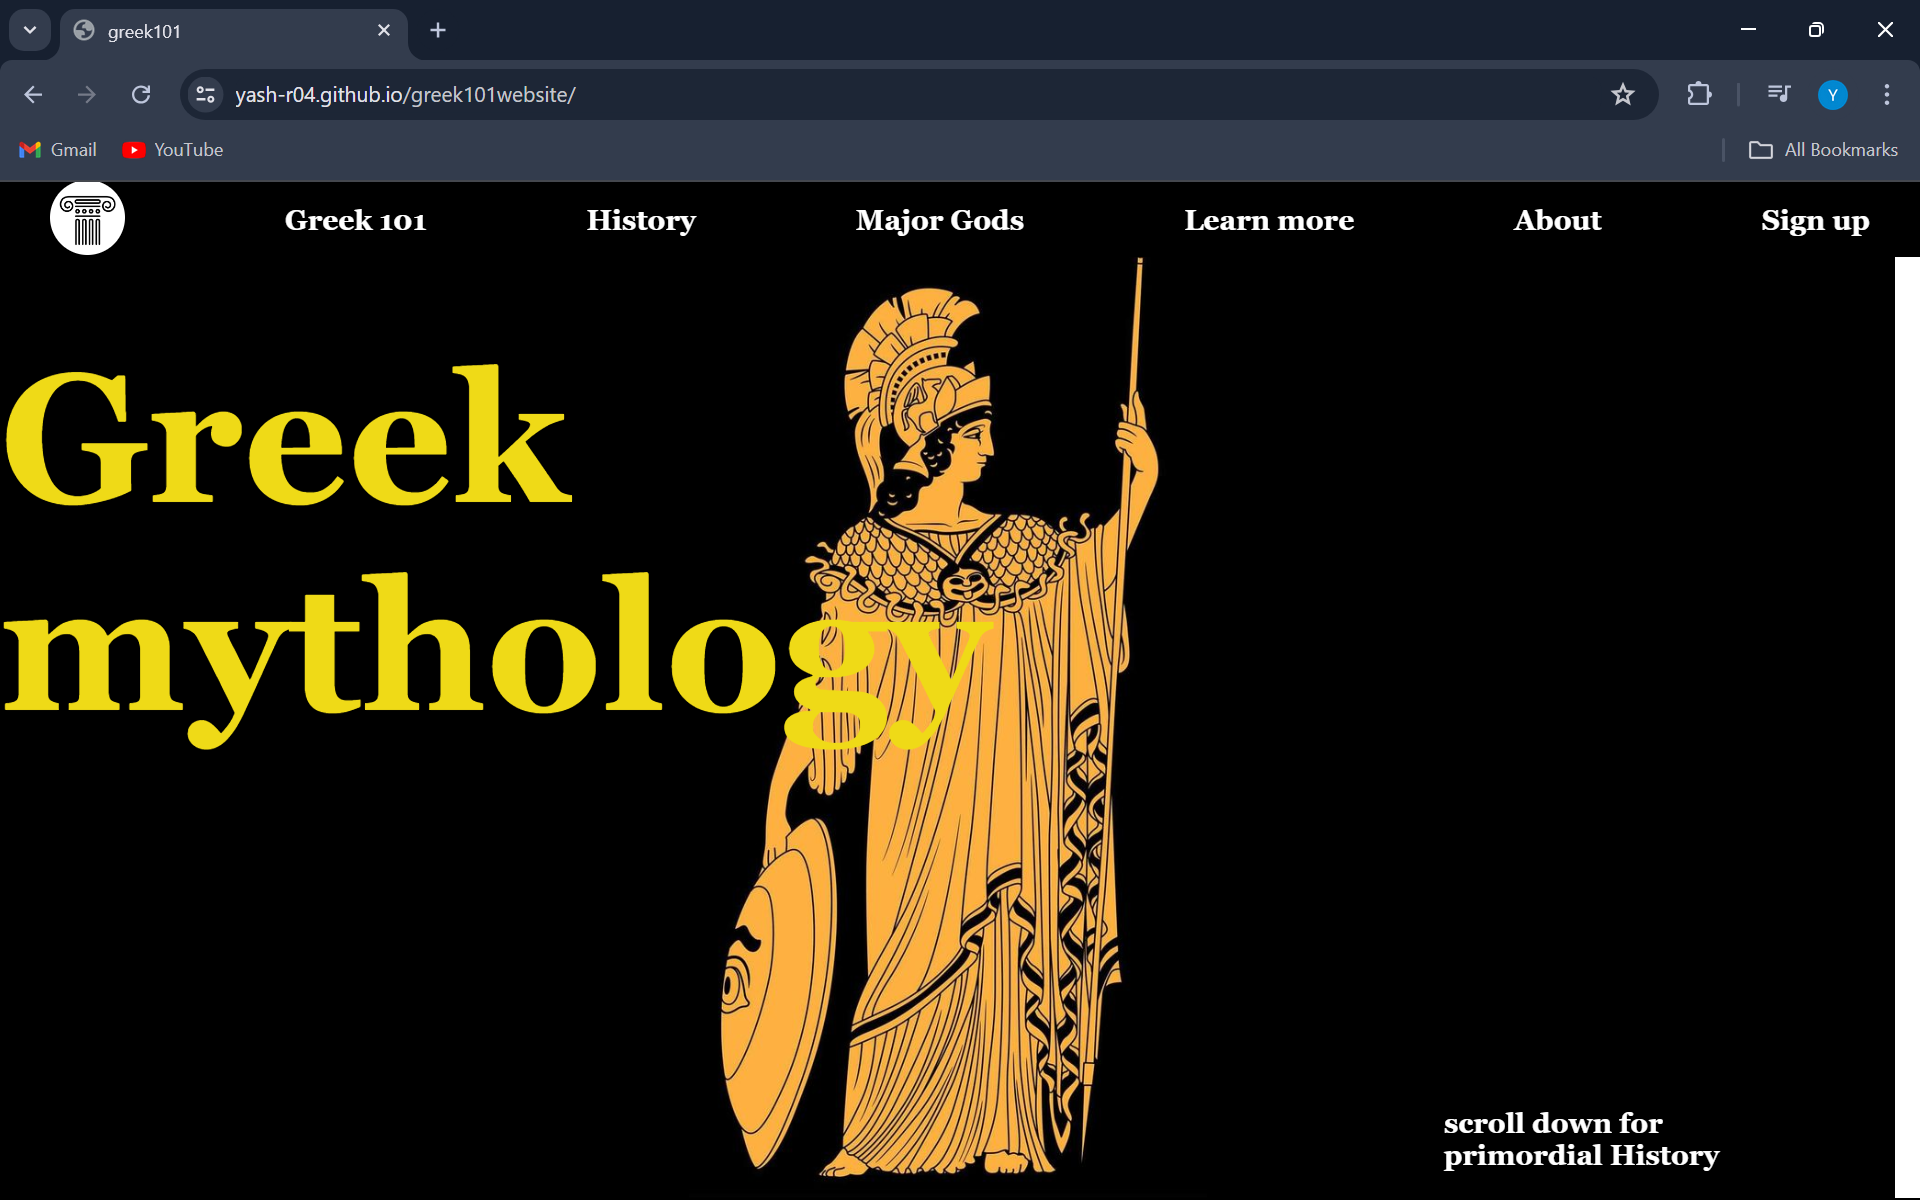 greek101
yash-r04.github.io/greek101website/
Y
Gmail
YouTube
All Bookmarks
Greek 101
History
Major Gods
Learn more
About
Sign up
Greek
mythology
scroll down for
primordial History